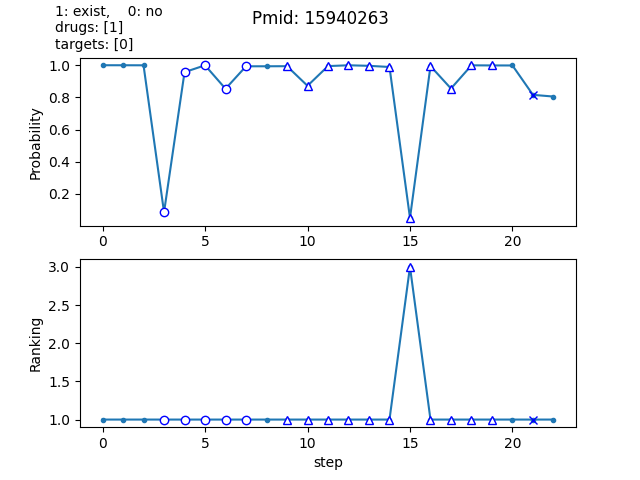 1: exist,    0: no
drugs: [1]
targets: [0]
Pmid: 15940263
1.0
0.8
0.6
0.4
0.2
Probability
0 5 10 15 20
3.0
2.5
2.0
1.5
1.0
Ranking
0 5 10 15 20
step